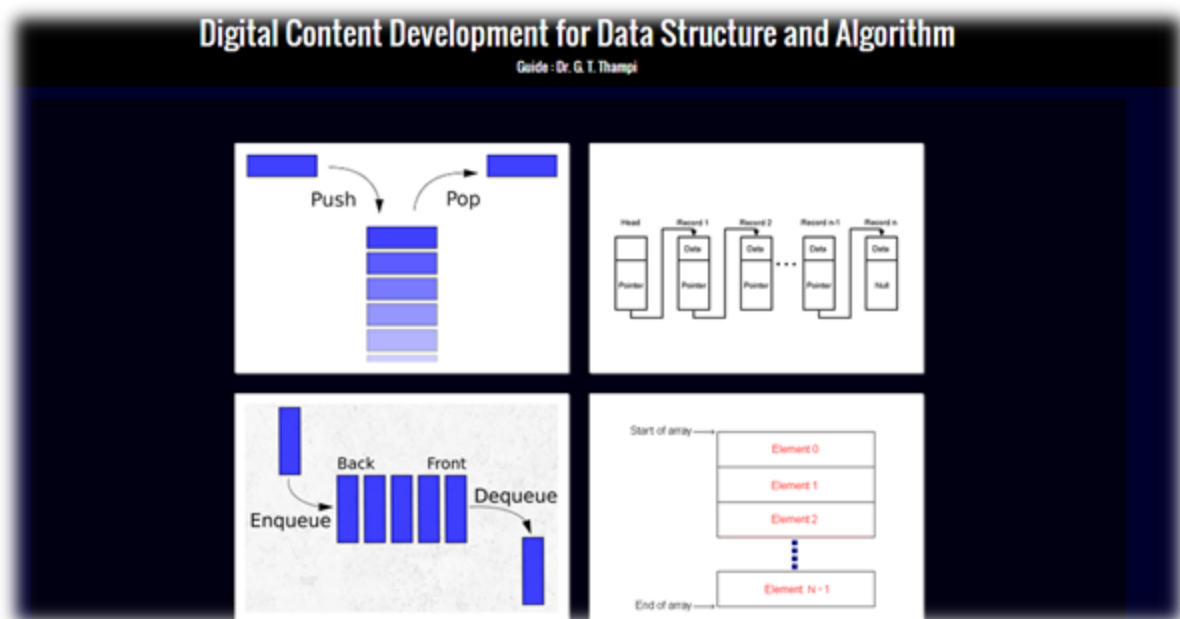 Digital Content Development for Data Structure and Algorithm
Guide : Dr. G. T. Thampi
Push
Pop
Head
Record 1
Record 2
Record n-1
Record n
Data
Data
Data
Data
Pointer
Pointer
Pointer
Pointer
Null
Back
Front
Enqueue
Dequeue
Start of array
Element 0
Element 1
Element 2
Element N - 1
End of array